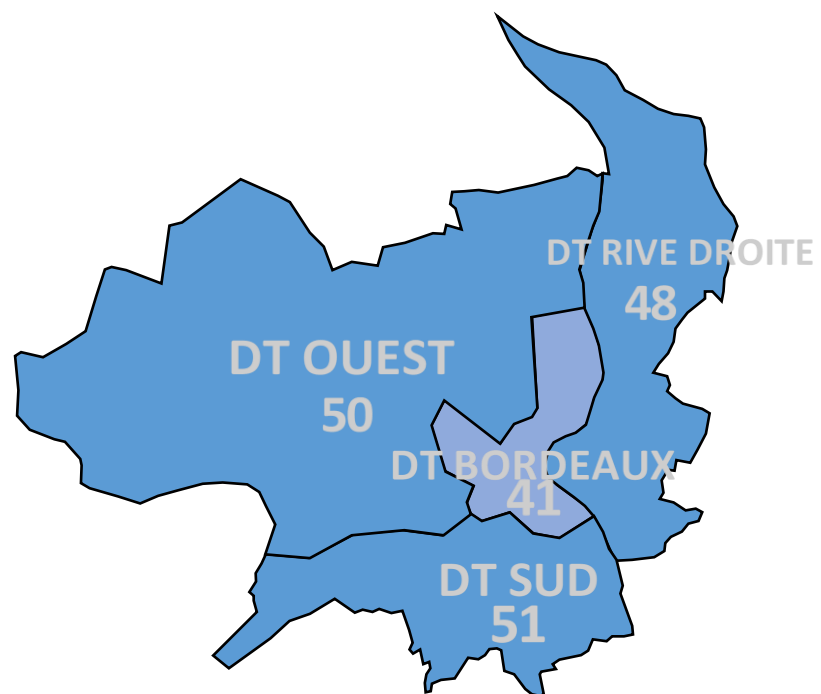 DT RIVE DROITE
48
DT OUEST
50
DT BORDEAUX
41
DT SUD
51